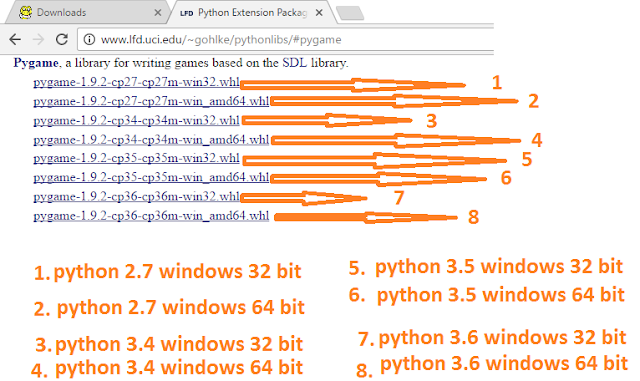 Downloads
LFD Python Extension Packag
www.lfd.uci.edu/~gohlke/pythonlibs/#pygame
Pygame, a library for writing games based on the SDL library.
pygame-1.9.2-cp27-cp27m-win32.whl 1
pygame-1.9.2-cp27-cp27m-win_amd64.whl 2
pygame-1.9.2-cp34-cp34m-win32.whl 3
pygame-1.9.2-cp34-cp34m-win_amd64.whl 4
pygame-1.9.2-cp35-cp35m-win32.whl 5
pygame-1.9.2-cp35-cp35m-win_amd64.whl 6
pygame-1.9.2-cp36-cp36m-win32.whl 7
pygame-1.9.2-cp36-cp36m-win_amd64.whl 8
1. python 2.7 windows 32 bit
2. python 2.7 windows 64 bit
3. python 3.4 windows 32 bit
4. python 3.4 windows 64 bit
5. python 3.5 windows 32 bit
6. python 3.5 windows 64 bit
7. python 3.6 windows 32 bit
8. python 3.6 windows 64 bit